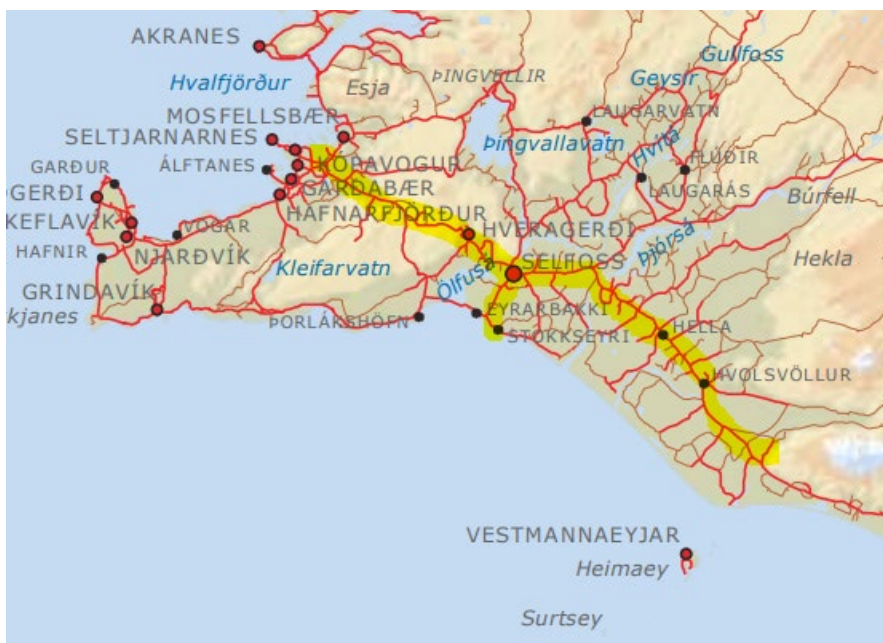 AKRANES
Gullfoss
Geysir
Hvalfjörður
Esja
ÞINGVELLIR
MOSFELLSBÆR
LAUGARVATN
SELTJARNARNES
Þingvallavatn
Hvítá
GARÐUR
ÁLFTANES
KÓPAVOGUR
FLÚÐIR
GERÐI
GARÐABÆR
LAUGARÁS
Búrfell
KEFLAVÍK
VOGAR
HAFNARFJÖRÐUR
HVERAGERÐI
HAFNIR
NJARÐVÍK
Þjórsá
Hekla
Kleifarvatn
Ölfusá
SELFOSS
GRINDAVÍK
kjanes
ÞORLÁKSHÖFN
EYRARBAKKI
STOKKSEYRI
HELLA
HVOLSVÖLLUR
VESTMANNAEYJAR
Heimaey
Surtsey